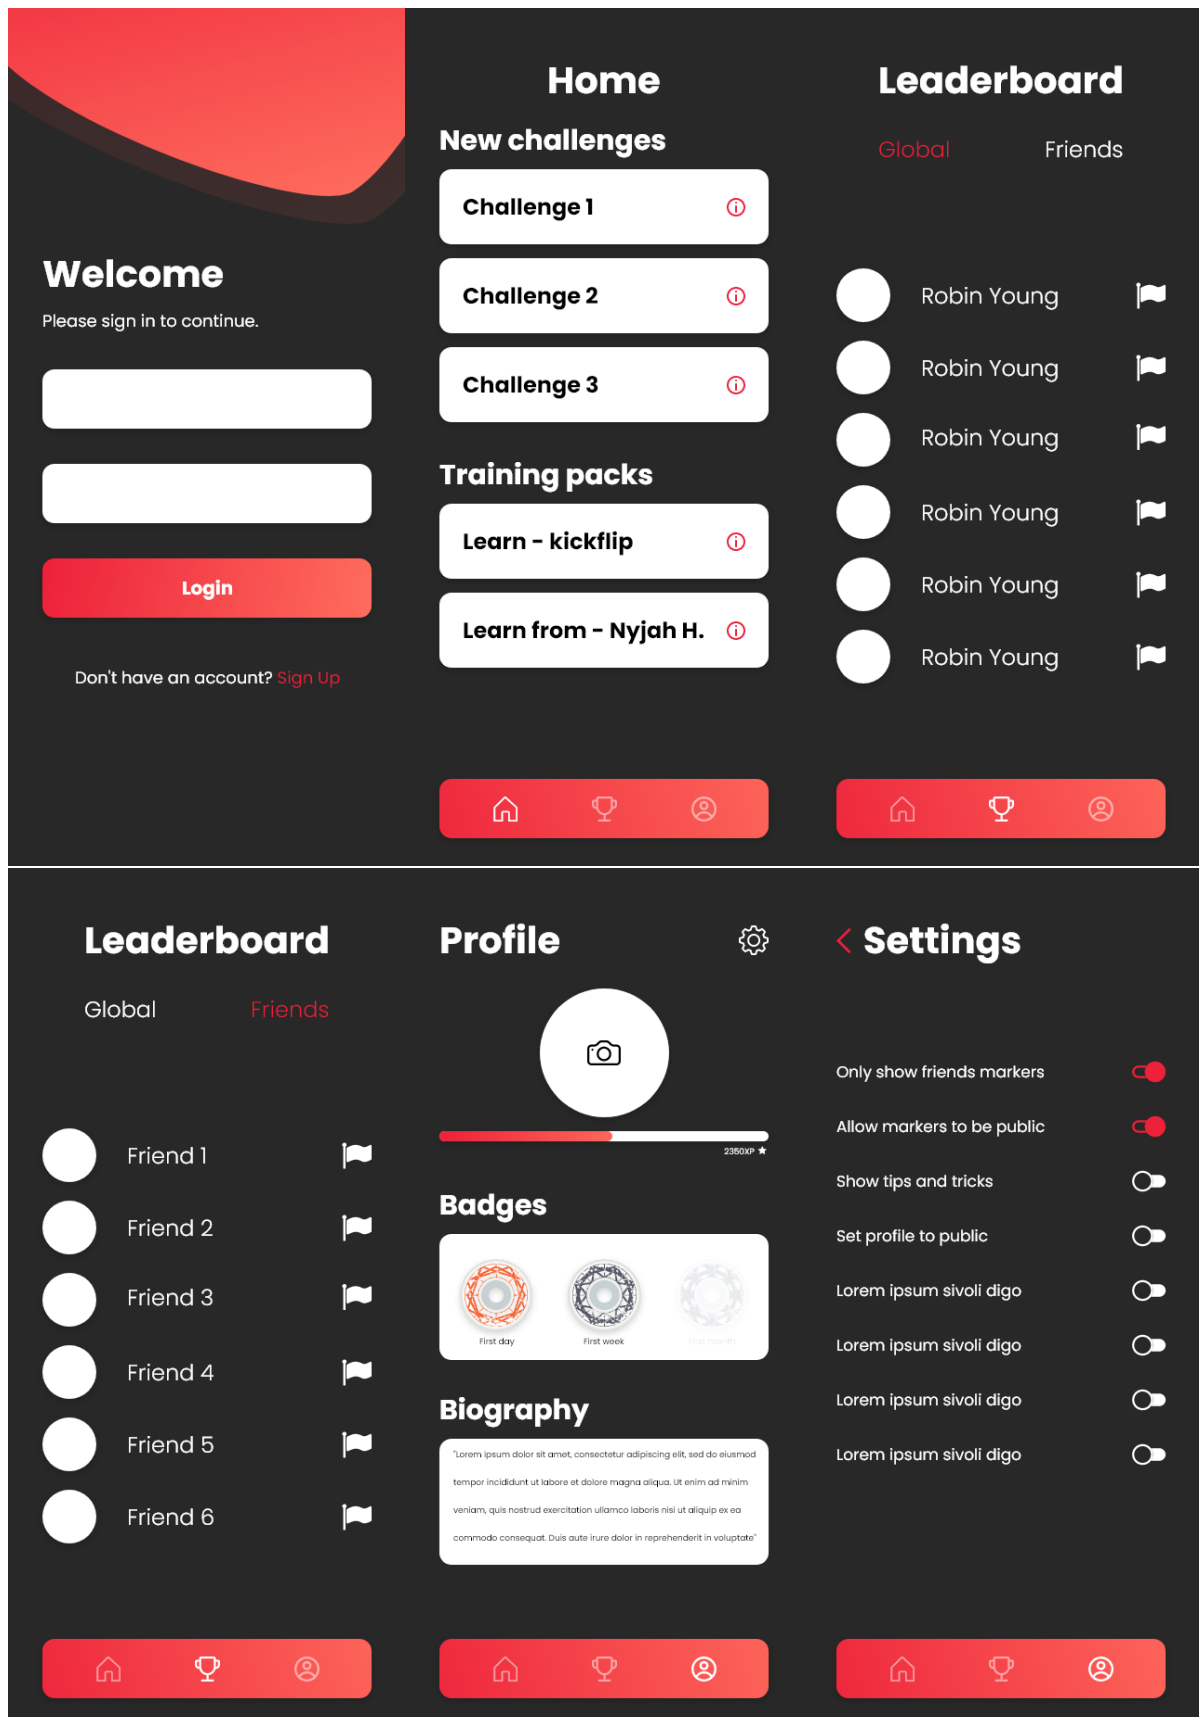 Welcome
Please sign in to continue.
Login
Don't have an account? Sign Up
Home
New challenges
Challenge 1
Challenge 2
Challenge 3
Training packs
Learn - kickflip
Learn from - Nyjah H.
Leaderboard
Global Friends
Robin Young
Robin Young
Robin Young
Robin Young
Robin Young
Robin Young
Leaderboard
Global Friends
Friend 1
Friend 2
Friend 3
Friend 4
Friend 5
Friend 6
Profile
2350XP
Badges
First day First week First month
Biography
"Lorem ipsum dolor sit amet, consectetur adipiscing elit, sed do eiusmod
tempor incididunt ut labore et dolore magna aliqua. Ut enim ad minim
veniam, quis nostrud exercitation ullamco laboris nisi ut aliquip ex ea
commodo consequat. Duis aute irure dolor in reprehenderit in voluptate"
Settings
Only show friends markers
Allow markers to be public
Show tips and tricks
Set profile to public
Lorem ipsum sivoli digo
Lorem ipsum sivoli digo
Lorem ipsum sivoli digo
Lorem ipsum sivoli digo